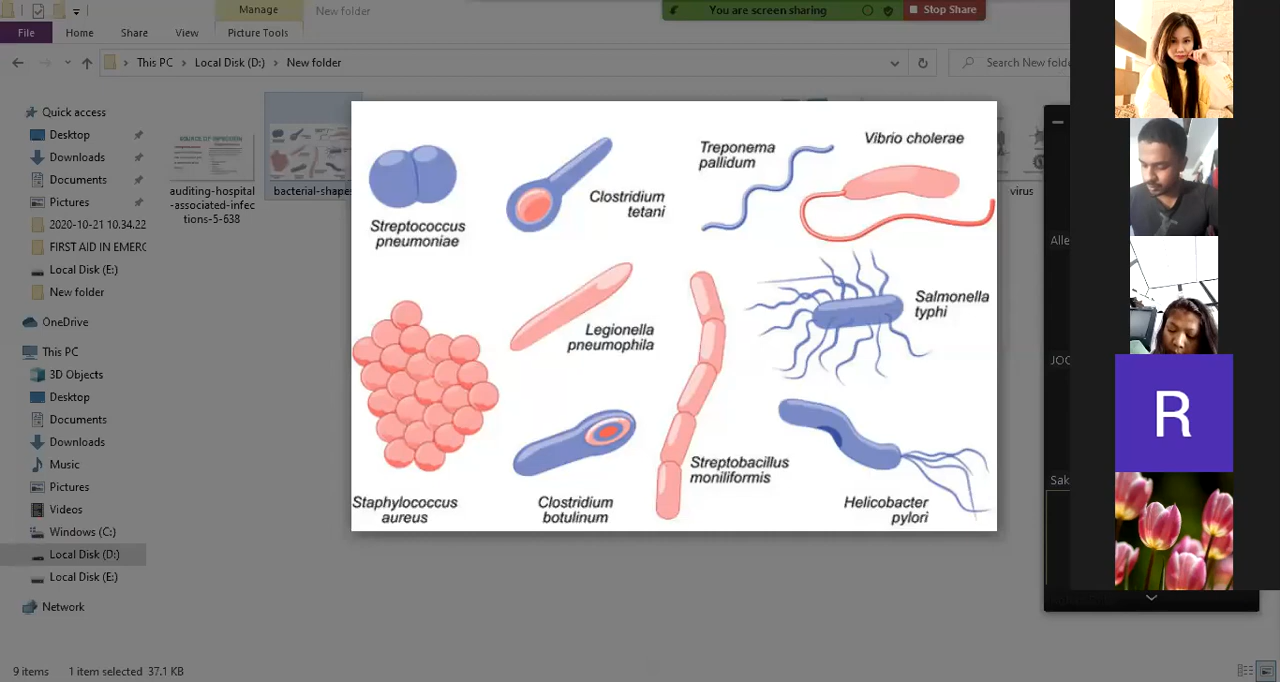 Manage
New folder
You are screen sharing
Stop Share
File
Home
Share
View
Picture Tools
This PC
Local Disk (D:)
New folder
Search New fold
Quick access
Desktop
Downloads
Documents
Pictures
2020-10-21 10.34.22
FIRST AID IN EMERG
Local Disk (E:)
New folder
OneDrive
This PC
3D Objects
Desktop
Documents
Downloads
Music
Pictures
Videos
Windows (C:)
Local Disk (D:)
Local Disk (E:)
Network
auditing-hospital
-associated-infec
tions-5-638
bacterial-shapes
virus
Streptococcus
pneumoniae
Clostridium
tetani
Treponema
pallidum
Vibrio cholerae
Legionella
pneumophila
Salmonella
typhi
Staphylococcus
aureus
Clostridium
botulinum
Streptobacillus
moniliformis
Helicobacter
pylori
Alle
JOC
Sak
R
9 items
1 item selected 37.1 KB